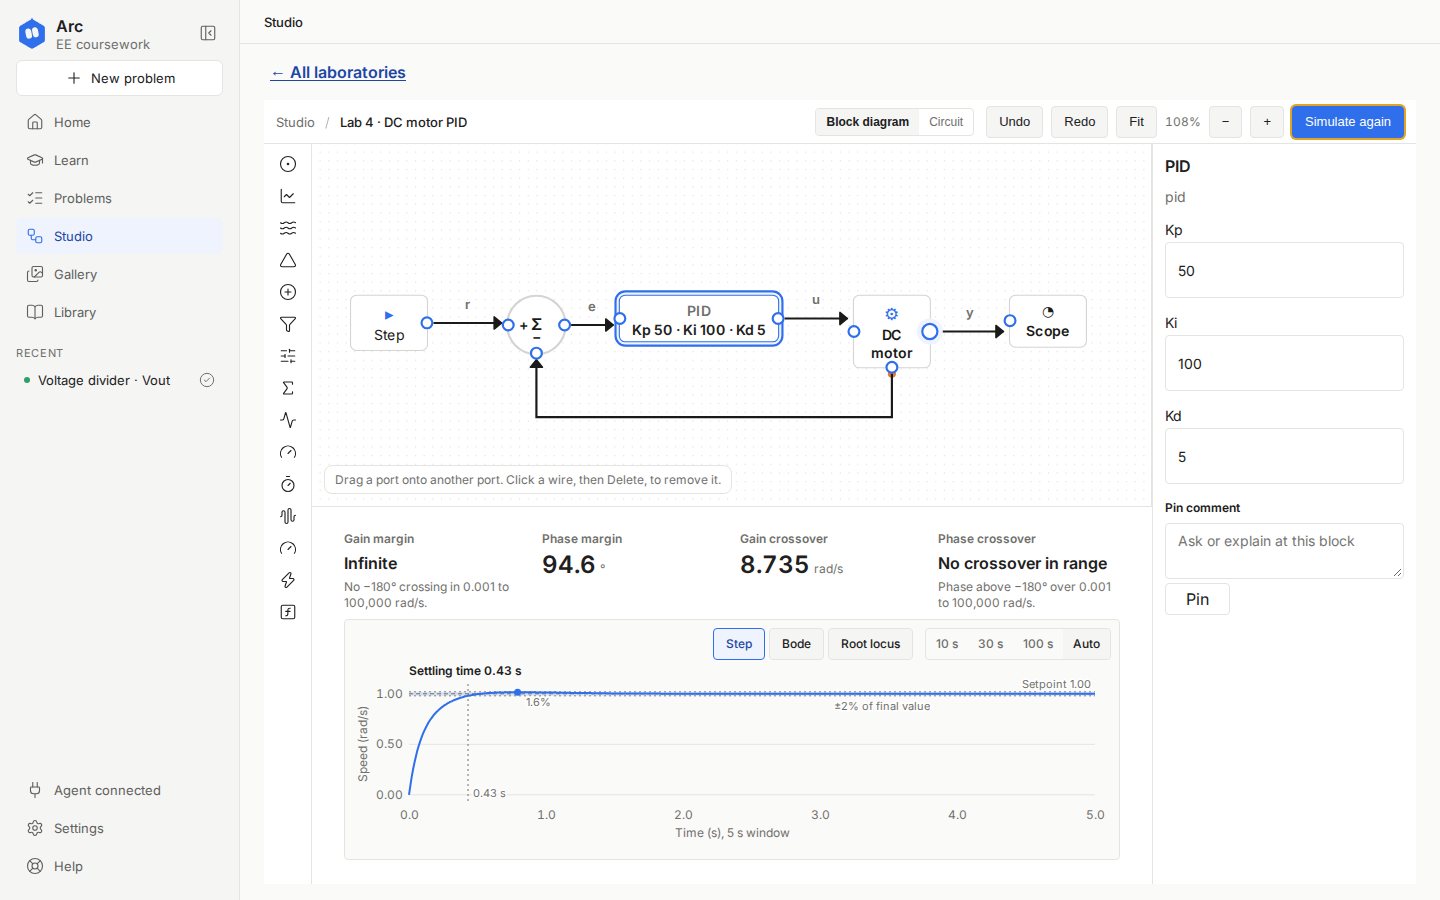 Arc
EE coursework
New problem
Home
Learn
Problems
Studio
Gallery
Library
RECENT
Voltage divider · Vout
Agent connected
Settings
Help
Studio
← All laboratories
Studio / Lab 4 · DC motor PID
Block diagram Circuit
Undo
Redo
Fit
108%
−
+
Simulate again
r
e
u
y
Step
+ Σ
−
PID
Kp 50 · Ki 100 · Kd 5
DC
motor
Scope
Drag a port onto another port. Click a wire, then Delete, to remove it.
PID
pid
Kp
50
Ki
100
Kd
5
Pin comment
Ask or explain at this block
Pin
Gain margin
Infinite
No −180° crossing in 0.001 to
100,000 rad/s.
Phase margin
94.6 °
Gain crossover
8.735 rad/s
Phase crossover
No crossover in range
Phase above −180° over 0.001
to 100,000 rad/s.
Step
Bode
Root locus
10 s
30 s
100 s
Auto
Settling time 0.43 s
Setpoint 1.00
1.6%
±2% of final value
0.43 s
Speed (rad/s)
1.00
0.50
0.00
0.0 1.0 2.0 3.0 4.0 5.0
Time (s), 5 s window